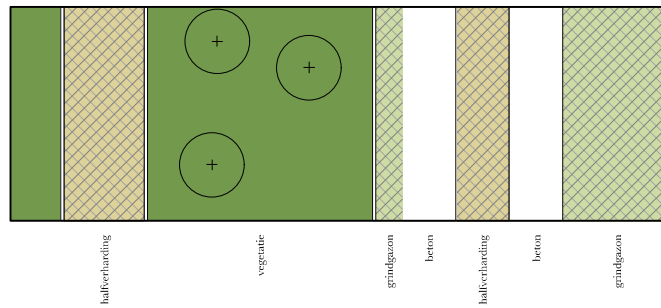 halfverharding
vegetatie
grindgazon
beton
halfverharding
beton
grindgazon